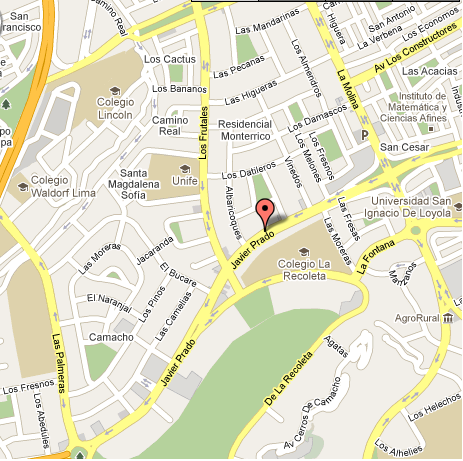 San
rancisco
Camino Real
Las Mandarinas
C Higuera
San Antonio
La Verbena
Los Economos
Av Los Constructores
Los Cactus
Las Pecanas
Los Almendros
La Molina
Las Acacias
Los Bananos
Las Higueras
Colegio
Lincoln
Instituto de
Matemática y
Ciencias Afines
Los Frutales
Camino
Real
Residencial
Monterrico
Los Damascos
P
San Cesar
po
pa
Colegio
Waldorf Lima
Santa
Magdalena
Sofía
Unife
Los Datileros
Vinedos
Los Melones
Los Fresnos
Albaricoques
Las Fresas
Universidad San
Ignacio De Loyola
Las Moreras
Jacaranda
Javier Prado
Las Moreras
La Fontana
El Bucare
Colegio La
Recoleta
Manzanos
El Naranjal
Los Pinos
Las Camelias
AgroRural
Las Palmeras
Camacho
Javier Prado
Agatas
De La Recoleta
Los Fresnos
Los Abedules
Av Cerros De Camacho
Los Helechos
Los Alhelies